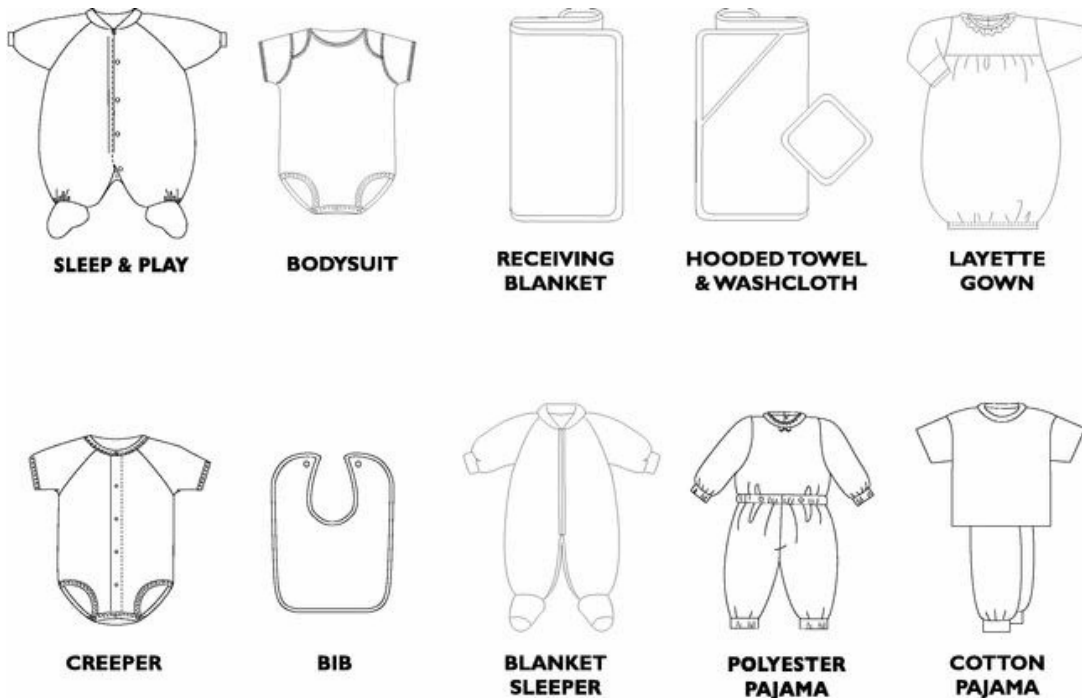 SLEEP & PLAY
BODYSUIT
RECEIVING
BLANKET
HOODED TOWEL
& WASHCLOTH
LAYETTE
GOWN
CREEPER
BIB
BLANKET
SLEEPER
POLYESTER
PAJAMA
COTTON
PAJAMA